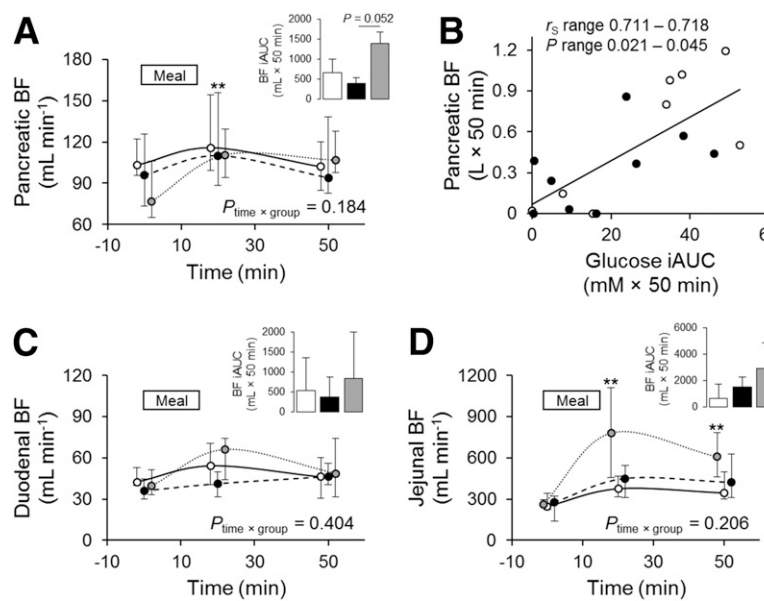 A
Pancreatic BF
(mL min⁻¹)
180
150
120
90
60
-10 10 30 50
Time (min)
Meal
**
P time × group = 0.184
BF iAUC
(mL × 50 min)
2000
1500
1000
500
0
P = 0.052
B
rS range 0.711 – 0.718
P range 0.021 – 0.045
Pancreatic BF
(L × 50 min)
1.2
0.9
0.6
0.3
0
0 20 40 6
Glucose iAUC
(mM × 50 min)
C
Duodenal BF
(mL min⁻¹)
120
90
60
30
0
-10 10 30 50
Time (min)
Meal
P time × group = 0.404
BF iAUC
(mL × 50 min)
2000
1500
1000
500
0
D
Jejunal BF
(mL min⁻¹)
1200
900
600
300
0
-10 10 30 50
Time (min)
Meal
**
**
P time × group = 0.206
BF iAUC
(mL × 50 min)
6000
4000
2000
0